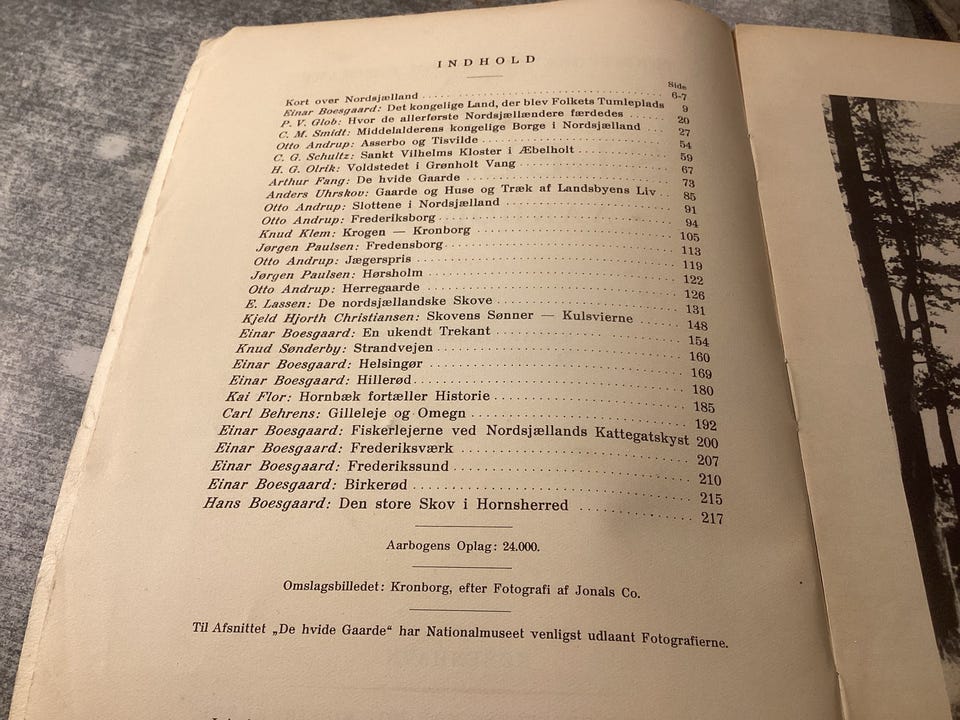 INDHOLD
Side
Kort over Nordsjælland 6-7
Einar Boesgaard: Det kongelige Land, der blev Folkets Tumleplads 9
P. V. Glob: Hvor de allerførste Nordsjællændere færdedes 20
C. M. Smidt: Middelalderens kongelige Borge i Nordsjælland 27
Otto Andrup: Asserbo og Tisvilde 54
C. G. Schultz: Sankt Vilhelms Kloster i Æbelholt 59
H. G. Olrik: Voldstedet i Grønholt Vang 67
Arthur Fang: De hvide Gaarde 73
Anders Uhrskov: Gaarde og Huse og Træk af Landsbyens Liv 85
Otto Andrup: Slottene i Nordsjælland 91
Otto Andrup: Frederiksborg 94
Knud Klem: Krogen — Kronborg 105
Jørgen Paulsen: Fredensborg 113
Otto Andrup: Jægerspris 119
Jørgen Paulsen: Hørsholm 122
Otto Andrup: Herregaarde 126
E. Lassen: De nordsjællandske Skove 131
Kjeld Hjorth Christiansen: Skovens Sønner — Kulsvierne 148
Einar Boesgaard: En ukendt Trekant 154
Knud Sønderby: Strandvejen 160
Einar Boesgaard: Helsingør 169
Einar Boesgaard: Hillerød 180
Kai Flor: Hornbæk fortæller Historie 185
Carl Behrens: Gilleleje og Omegn 192
Einar Boesgaard: Fiskerlejerne ved Nordsjællands Kattegatskyst 200
Einar Boesgaard: Frederiksværk 207
Einar Boesgaard: Frederikssund 210
Einar Boesgaard: Birkerød 215
Hans Boesgaard: Den store Skov i Hornsherred 217
Aarbogens Oplag: 24.000.
Omslagsbilledet: Kronborg, efter Fotografi af Jonals Co.
Til Afsnittet „De hvide Gaarde“ har Nationalmuseet venligst udlaant Fotografierne.